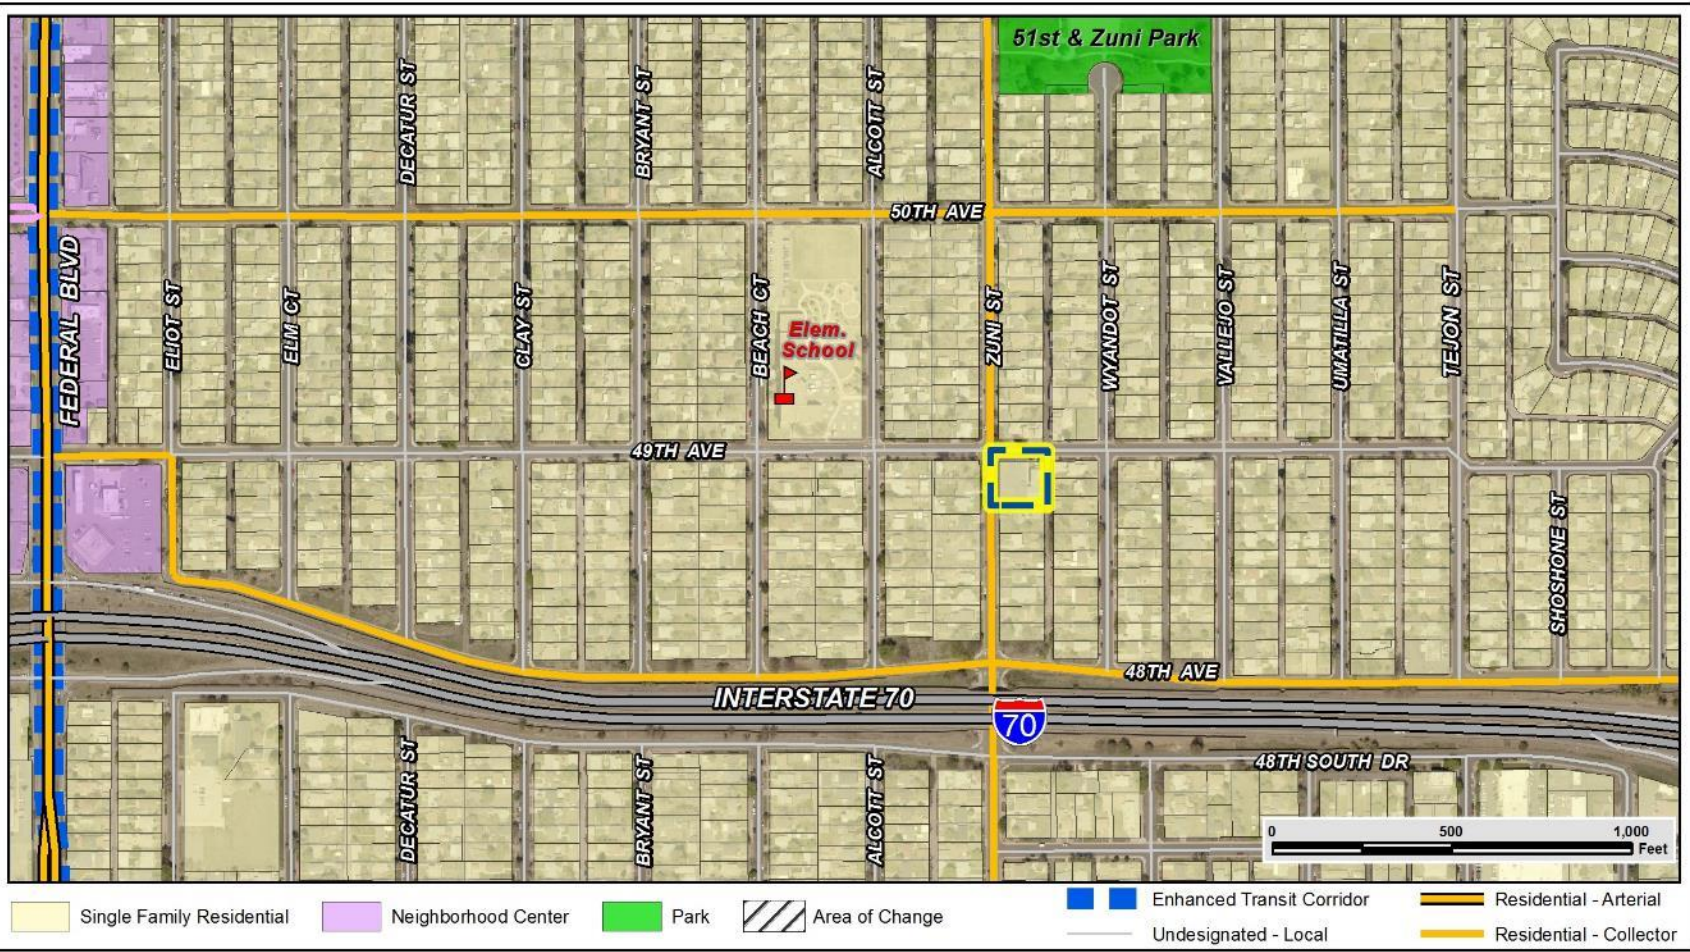 51st & Zuni Park
DECATUR ST
BRYANT ST
ALCOTT ST
50TH AVE
FEDERAL BLVD
ELIOT ST
ELM CT
CLAY ST
BEACH CT
Elem.
School
ZUNI ST
WYANDOT ST
VALLEJO ST
UMATILLA ST
TEJON ST
49TH AVE
SHOSHONE ST
48TH AVE
INTERSTATE 70
70
48TH SOUTH DR
DECATUR ST
BRYANT ST
ALCOTT ST
0 500 1,000
Feet
Single Family Residential
Neighborhood Center
Park
Area of Change
Enhanced Transit Corridor
Undesignated - Local
Residential - Arterial
Residential - Collector